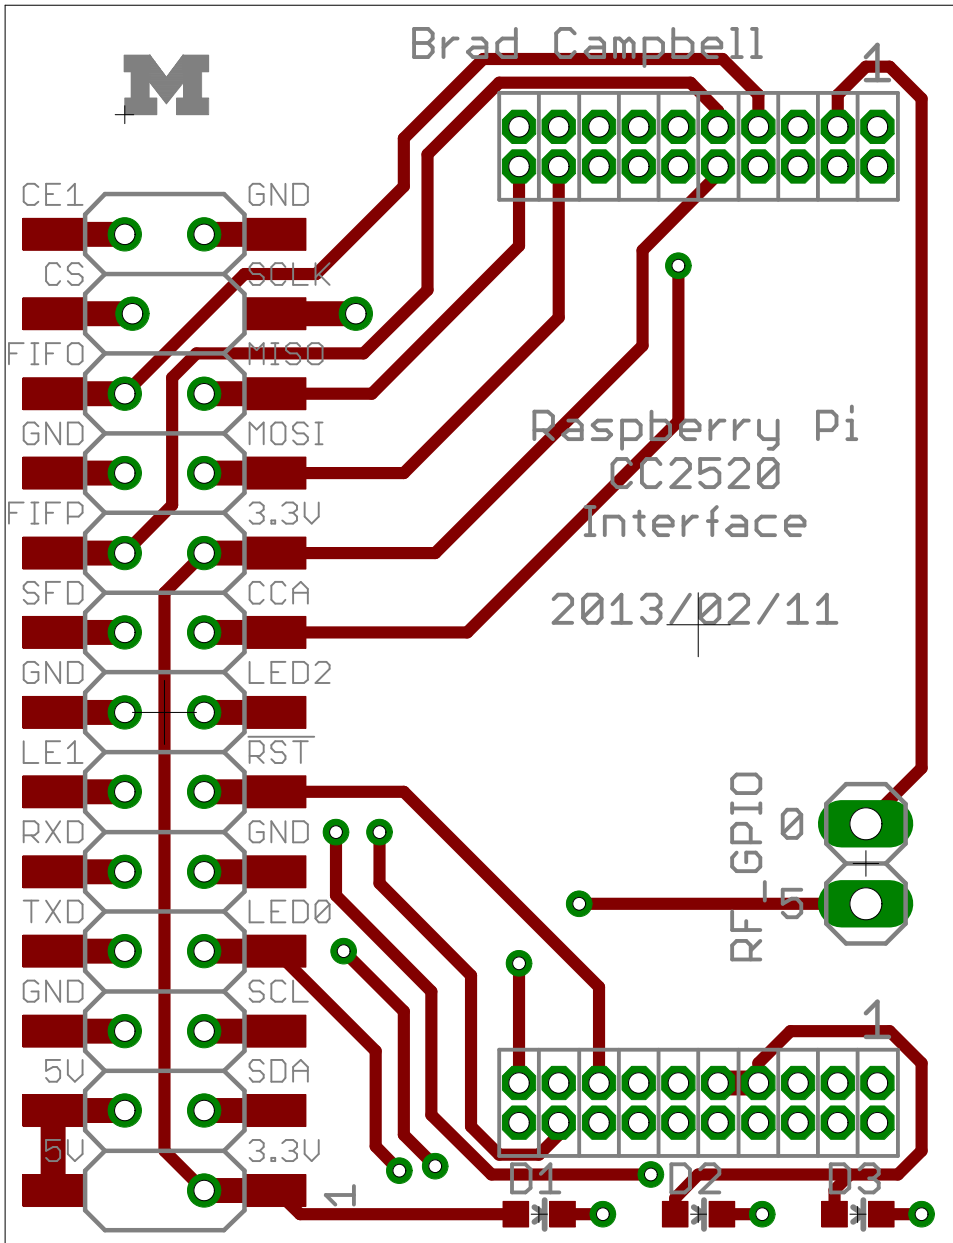 Brad Campbell
1
M
CE1 GND
CS SCLK
FIFO MISO
GND MOSI
FIFP 3.3V
SFD CCA
GND LED2
LE1 RST
RXD GND
TXD LED0
GND SCL
5V SDA
5V 3.3V
1
Raspberry Pi
CC2520
Interface
2013/02/11
RF_GPIO
0
5
1
D1 D2 D3